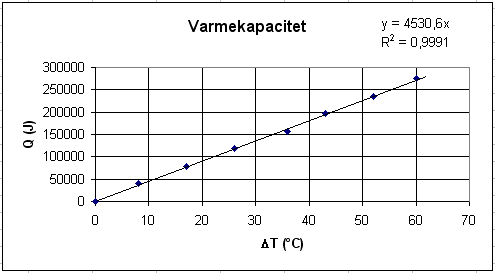 Varmekapacitet
y = 4530,6x
R² = 0,9991
300000
250000
200000
150000
100000
50000
0
Q (J)
0 10 20 30 40 50 60 70
ΔT (°C)